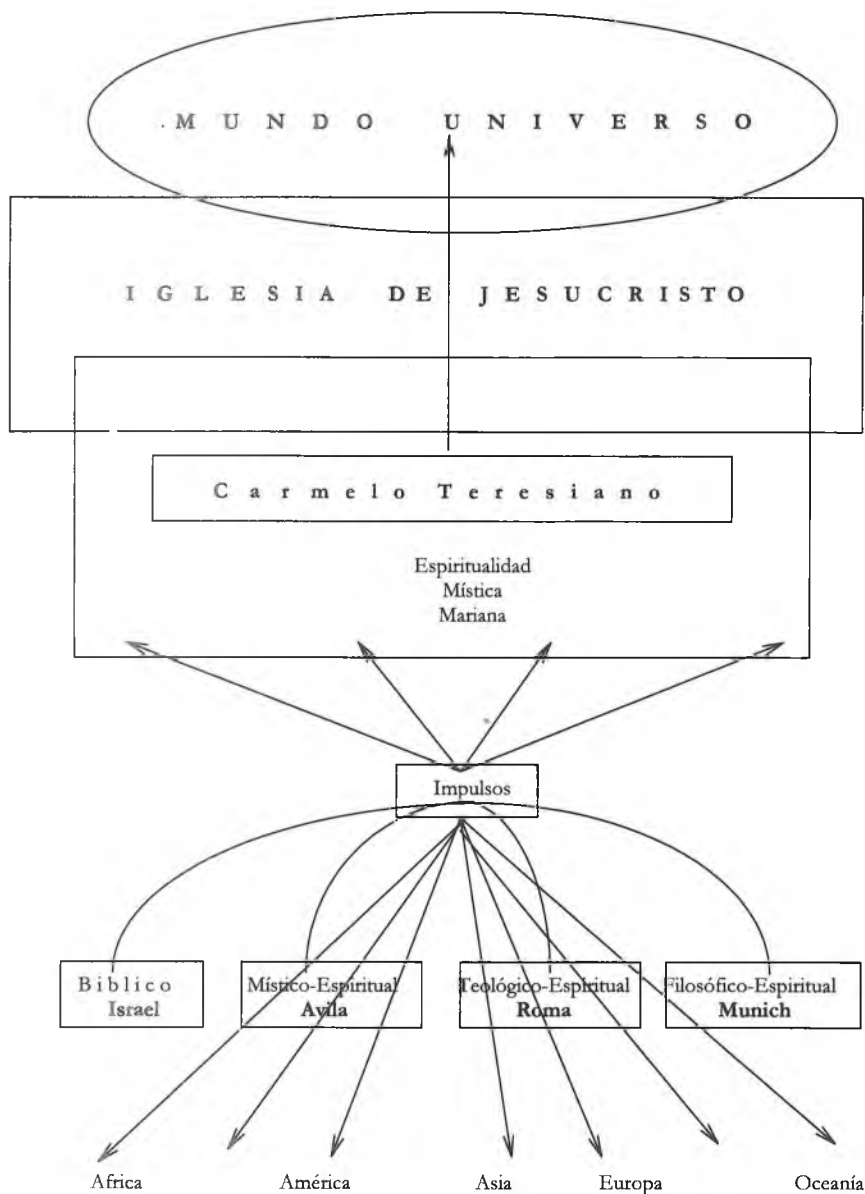 MUNDO UNIVERSO
IGLESIA DE JESUCRISTO
Carmelo Teresiano
Espiritualidad
Mística
Mariana
Impulsos
Bíblico
Israel
Místico-Espiritual
Avila
Teológico-Espiritual
Roma
Filosófico-Espiritual
Munich
Africa América Asia Europa Oceanía